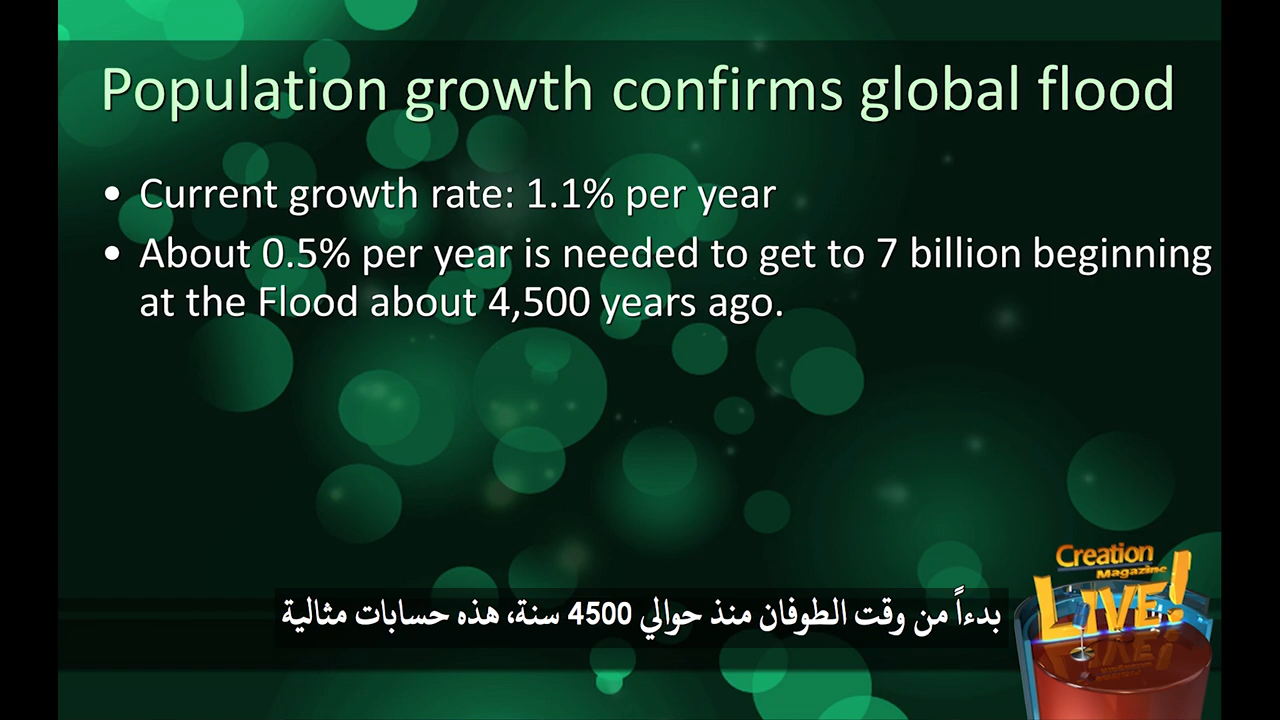 Population growth confirms global flood
• Current growth rate: 1.1% per year
• About 0.5% per year is needed to get to 7 billion beginning
at the Flood about 4,500 years ago.
Creation
Magazine
LIVE!
بدءاً من وقت الطوفان منذ حوالي 4500 سنة، هذه حسابات مثالية